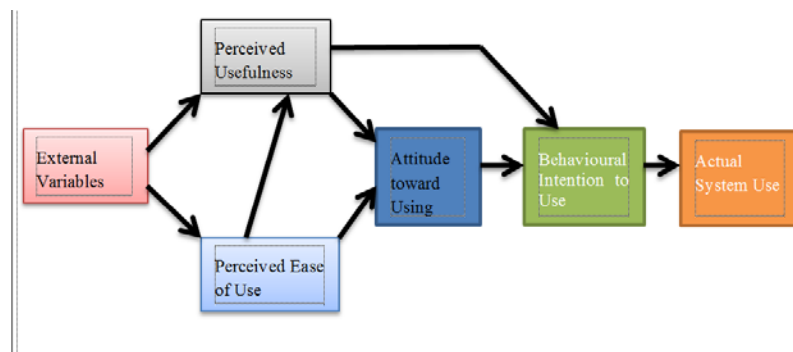 Perceived
Usefulness
External
Variables
Attitude
toward
Using
Behavioural
Intention to
Use
Actual
System Use
Perceived Ease
of Use